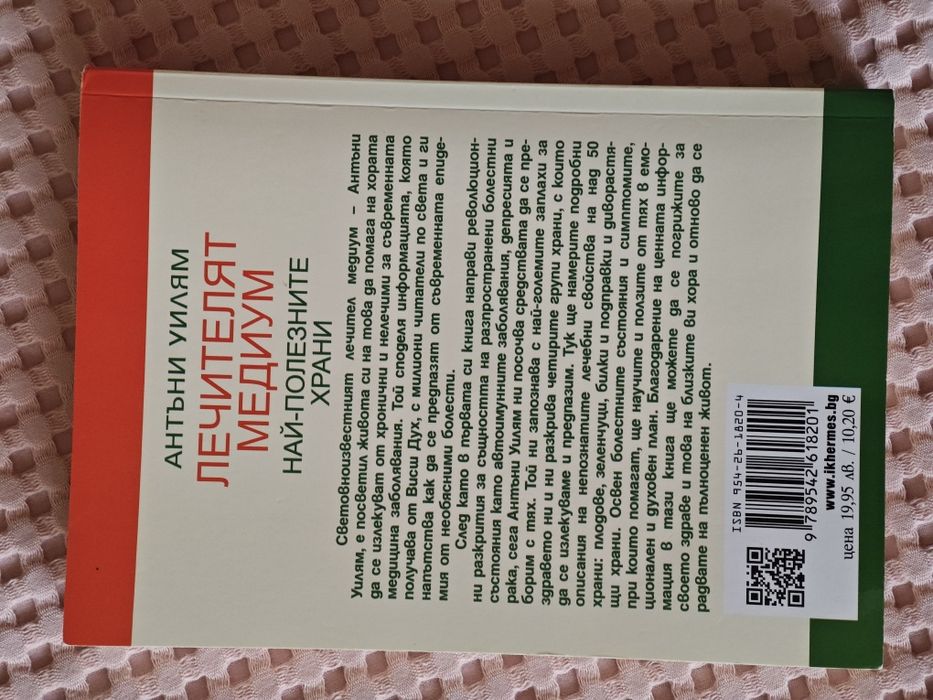 АНТЪНИ УИЛЯМ
ЛЕЧИТЕЛЯТ
МЕДИУМ
НАЙ-ПОЛЕЗНИТЕ
ХРАНИ
Световноизвестният лечител медиум – Антъни
Уилям, е посветил живота си на това да помага на хората
да се излекуват от хронични и нелечими за съвременната
медицина заболявания. Той споделя информацията, която
получава от Висш Дух, с милиони читатели по света и ги
напътства как да се предпазят от съвременната епиде-
мия от необясними болести.
След като в първата си книга направи революцион-
ни разкрития за същността на разпространени болестни
състояния като автоимунните заболявания, депресията и
рака, сега Антъни Уилям ни посочва средствата да се пре-
борим с тях. Той ни запознава с най-големите заплахи за
здравето ни и ни разкрива четирите групи храни, с които
да се излекуваме и предпазим. Тук ще намерите подробни
описания на непознатите лечебни свойства на над 50
храни: плодове, зеленчуци, билки и подправки и диворастя-
щи храни. Освен болестните състояния и симптомите,
при които помагат, ще научите и ползите от тях в емо-
ционален и духовен план. Благодарение на ценната инфор-
мация в тази книга ще можете да се погрижите за
своето здраве и това на близките ви хора и отново да се
радвате на пълноценен живот.
ISBN 954-26-1820-4
9 789542 618201
www.ikhermes.bg
цена 19,95 лв. / 10,20 €